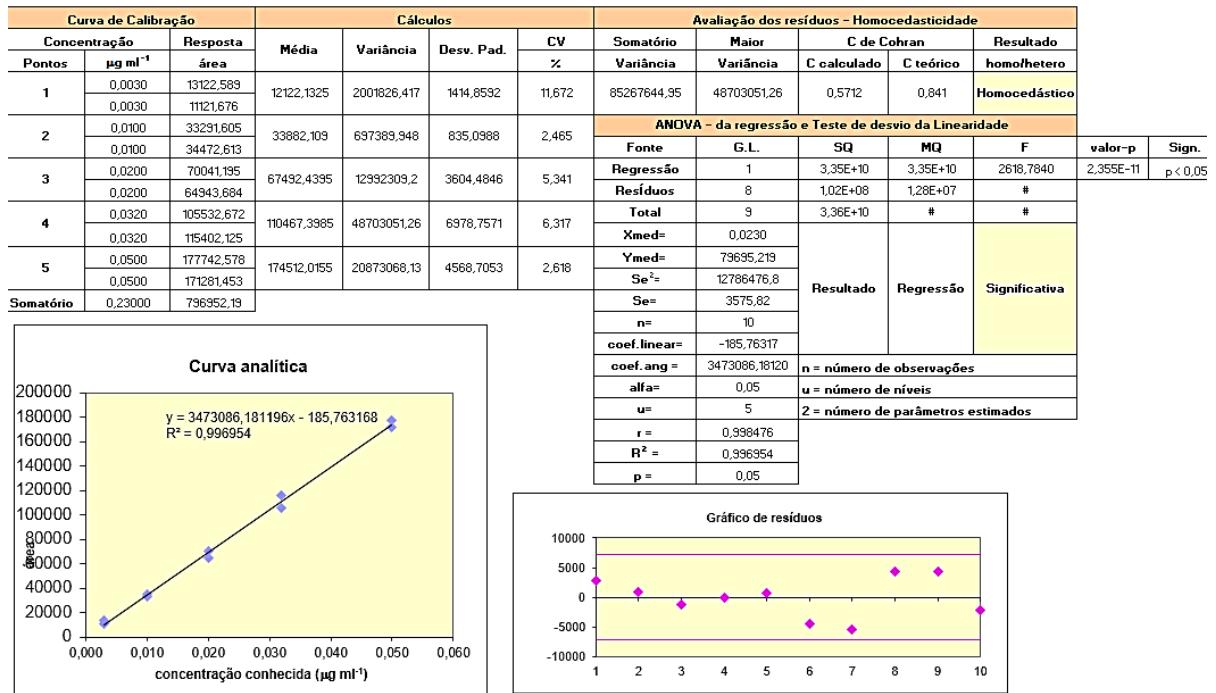 Curva de Calibração Cálculos Avaliação dos resíduos - Homocedasticidade
Concentração Resposta Média Variância Desv. Pad. CV Somatório Maior C de Cohran Resultado
Pontos µg ml⁻¹ área % Variância Variância C calculado C teórico homo/hetero
1 0,0030 13122,589 12122,1325 2001826,417 1414,8592 11,672 85267644,95 48703051,26 0,5712 0,841 Homocedástico
0,0030 11121,676
2 0,0100 33291,605 33882,109 697389,948 835,0988 2,465
0,0100 34472,613
3 0,0200 70041,195 67492,4395 12992309,2 3604,4846 5,341
0,0200 64943,684
4 0,0320 105532,672 110467,3985 48703051,26 6978,7571 6,317
0,0320 115402,125
5 0,0500 177742,578 174512,0155 20873068,13 4568,7053 2,618
0,0500 171281,453
Somatório 0,23000 796952,19
ANOVA - da regressão e Teste de desvio da Linearidade
Fonte G.L. SQ MQ F valor-p Sign.
Regressão 1 3,35E+10 3,35E+10 2618,7840 2,355E-11 p < 0,05
Resíduos 8 1,02E+08 1,28E+07 #
Total 9 3,36E+10 # #
Xmed= 0,0230
Ymed= 79695,219
Se²= 12786476,8
Se= 3575,82
Resultado Regressão Significativa
n= 10
coef.linear= -185,76317
coef.ang = 3473086,18120 n = número de observações
alfa= 0,05 u = número de níveis
u= 5 2 = número de parâmetros estimados
r = 0,998476
R² = 0,996954
p = 0,05
Curva analítica
y = 3473086,181196x - 185,763168
R² = 0,996954
200000
180000
160000
140000
120000
100000
80000
60000
40000
20000
0
área
0,000 0,010 0,020 0,030 0,040 0,050 0,060
concentração conhecida (µg ml⁻¹)
Gráfico de resíduos
10000
5000
0
-5000
-10000
1 2 3 4 5 6 7 8 9 10